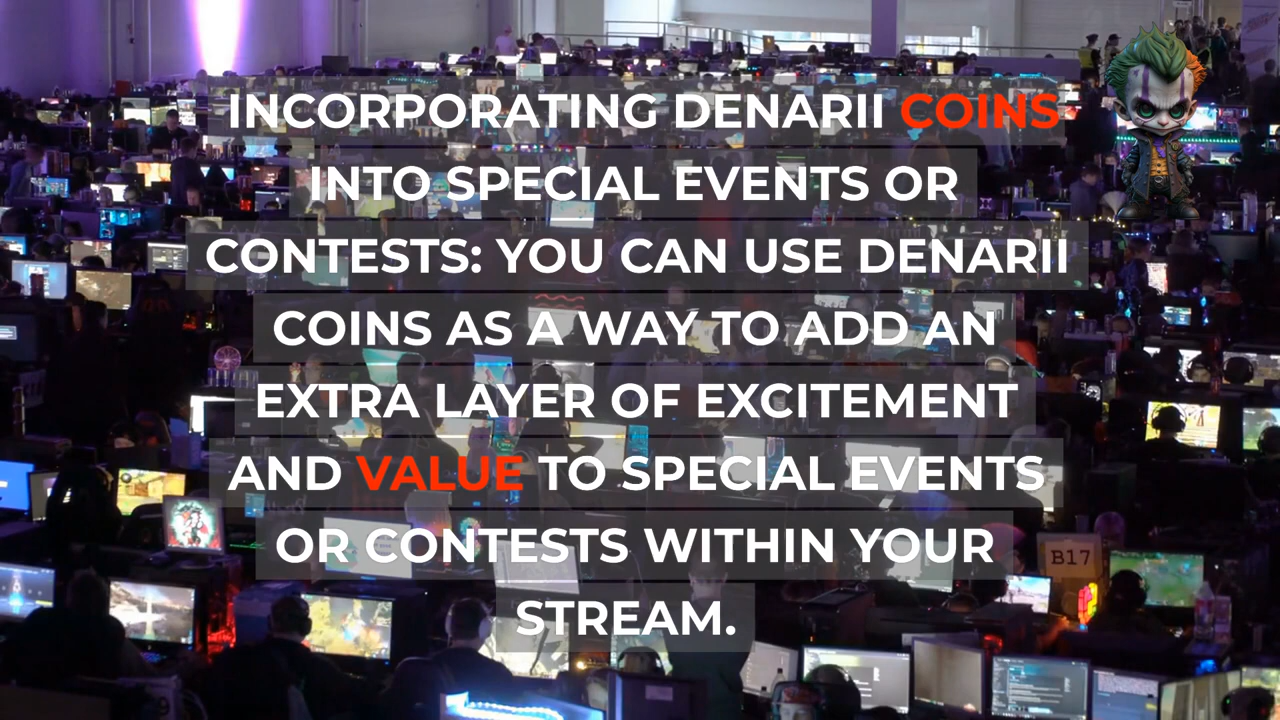 INCORPORATING DENARII COINS
INTO SPECIAL EVENTS OR
CONTESTS: YOU CAN USE DENARII
COINS AS A WAY TO ADD AN
EXTRA LAYER OF EXCITEMENT
AND VALUE TO SPECIAL EVENTS
OR CONTESTS WITHIN YOUR
STREAM.
B17